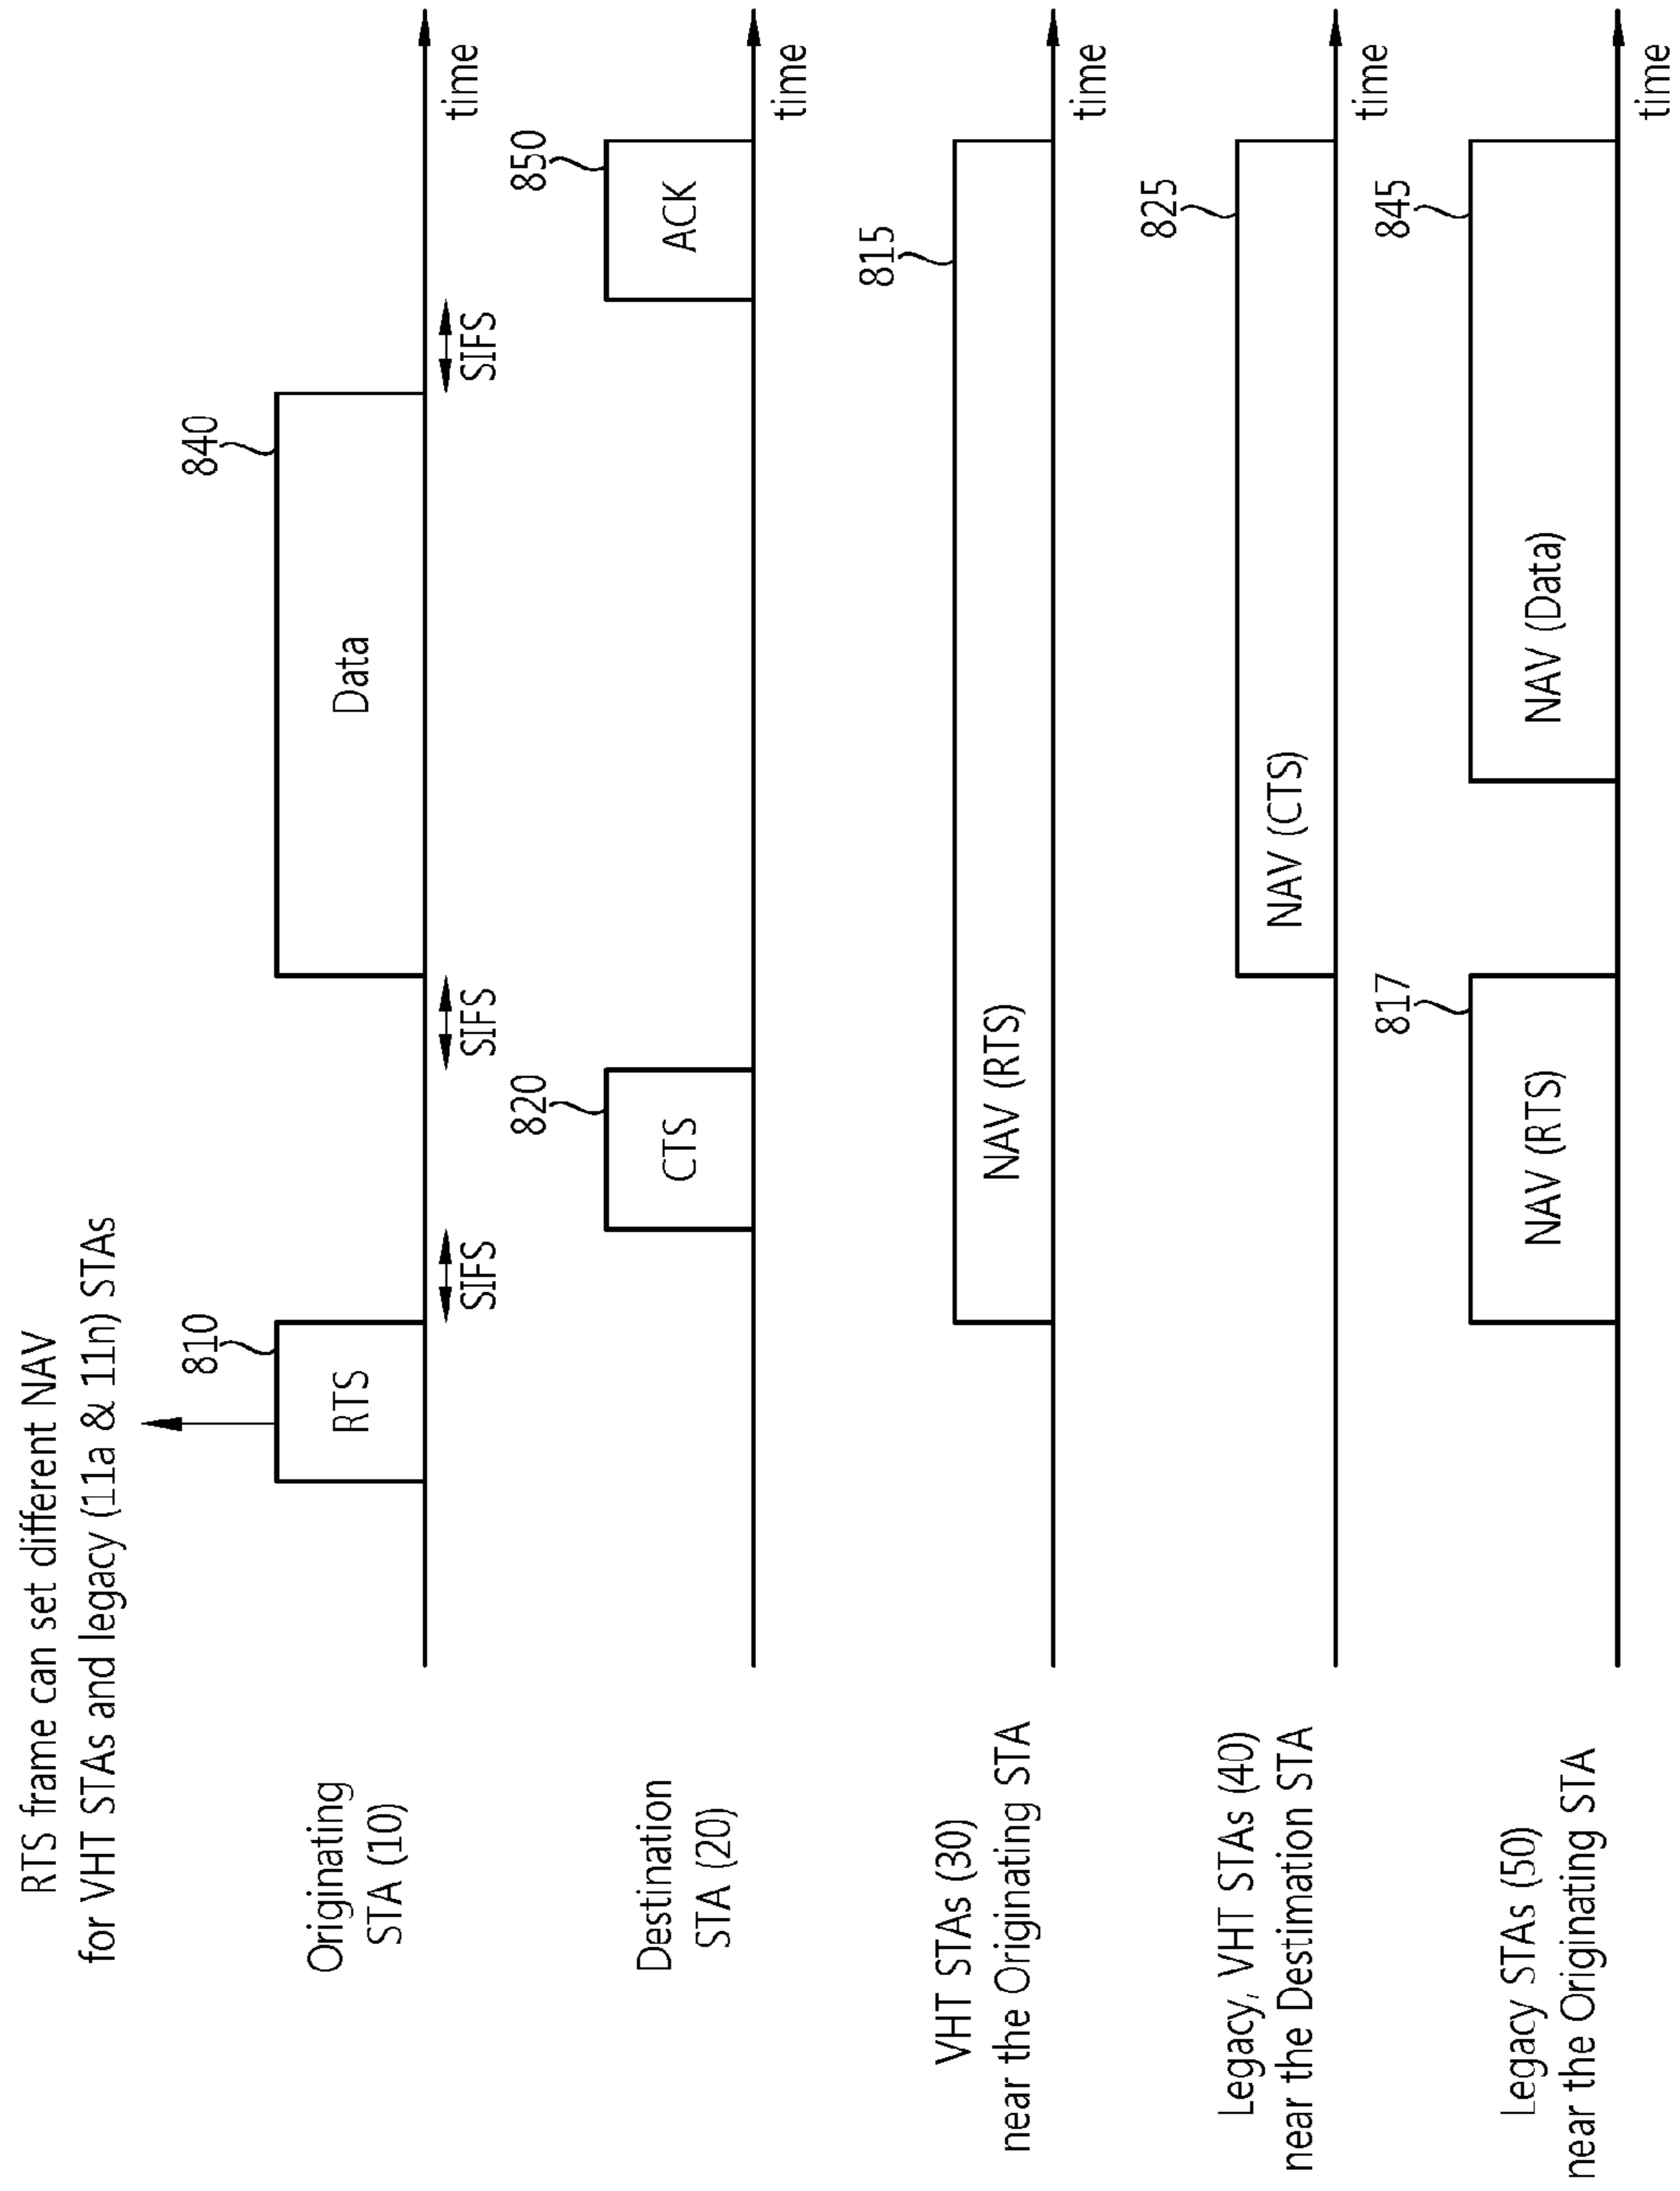 RTS frame can set different NAV
for VHT STAs and legacy (11a & 11n) STAs
Originating
STA (10)
810
RTS
SIFS
SIFS
840
Data
SIFS
time
Destination
STA (20)
820
CTS
850
ACK
time
VHT STAs (30)
near the Originating STA
NAV (RTS)
815
time
Legacy, VHT STAs (40)
near the Destimation STA
NAV (CTS)
825
time
Legacy STAs (50)
near the Originating STA
NAV (RTS)
817
NAV (Data)
845
time